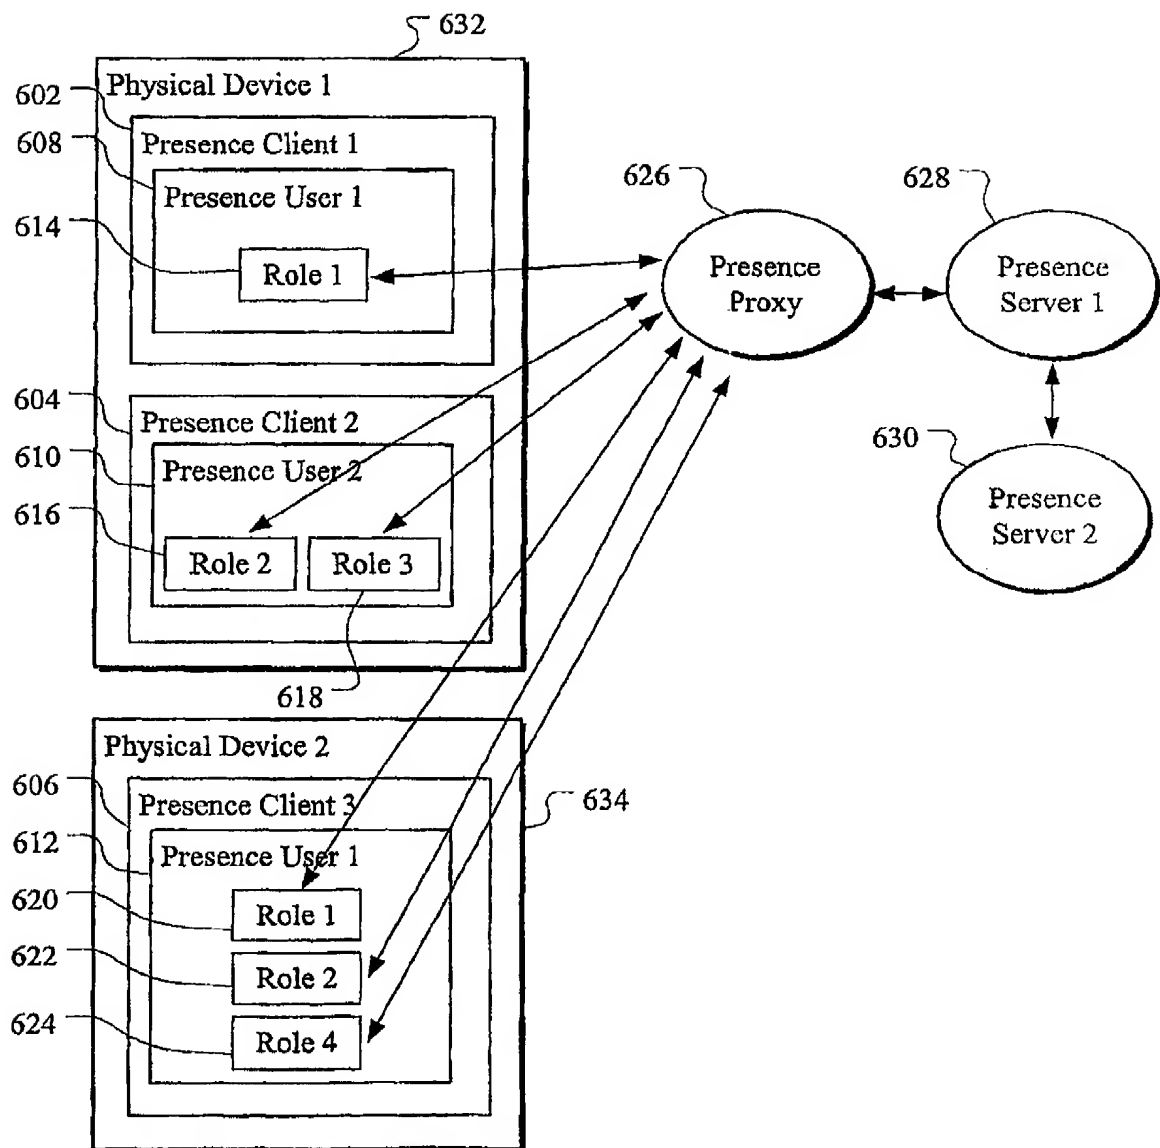 632
Physical Device 1
602
Presence Client 1
608
Presence User 1
614
Role 1
626
Presence
Proxy
628
Presence
Server 1
604
Presence Client 2
610
Presence User 2
616
Role 2
Role 3
618
630
Presence
Server 2
Physical Device 2
606
Presence Client 3
634
612
Presence User 1
620
Role 1
622
Role 2
624
Role 4